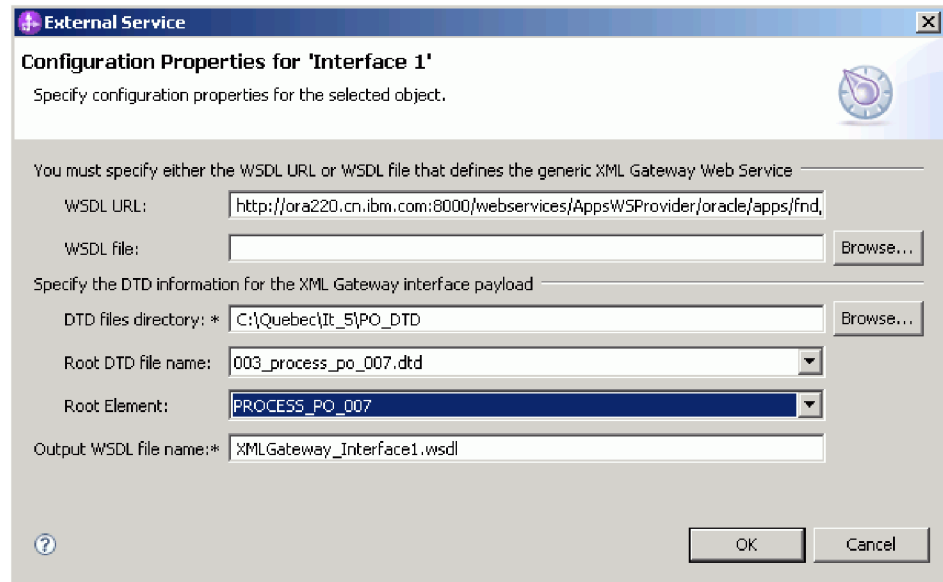 External Service
Configuration Properties for 'Interface 1'
Specify configuration properties for the selected object.
You must specify either the WSDL URL or WSDL file that defines the generic XML Gateway Web Service
WSDL URL: http://ora220.cn.ibm.com:8000/webservices/AppsWSProvider/oracle/apps/fnd,
WSDL file: Browse...
Specify the DTD information for the XML Gateway interface payload
DTD files directory: * C:\Quebec\It_5\PO_DTD Browse...
Root DTD file name: 003_process_po_007.dtd
Root Element: PROCESS_PO_007
Output WSDL file name:* XMLGateway_Interface1.wsdl
? OK Cancel